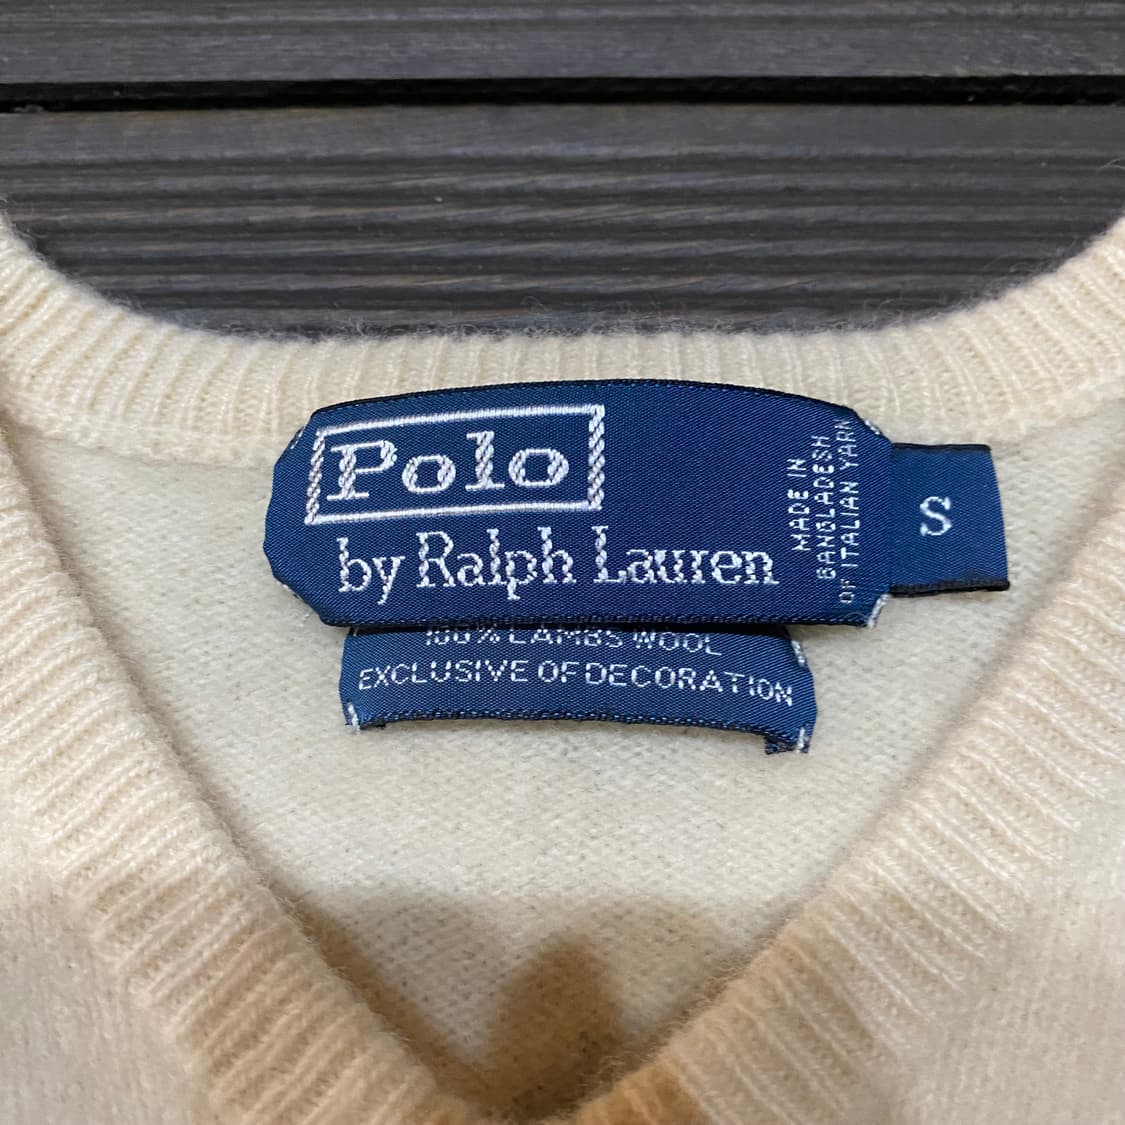 Polo
by Ralph Lauren
MADE IN
BANGLADESH
OF ITALIAN YARN
S
100% LAMBS WOOL
EXCLUSIVE OF DECORATION